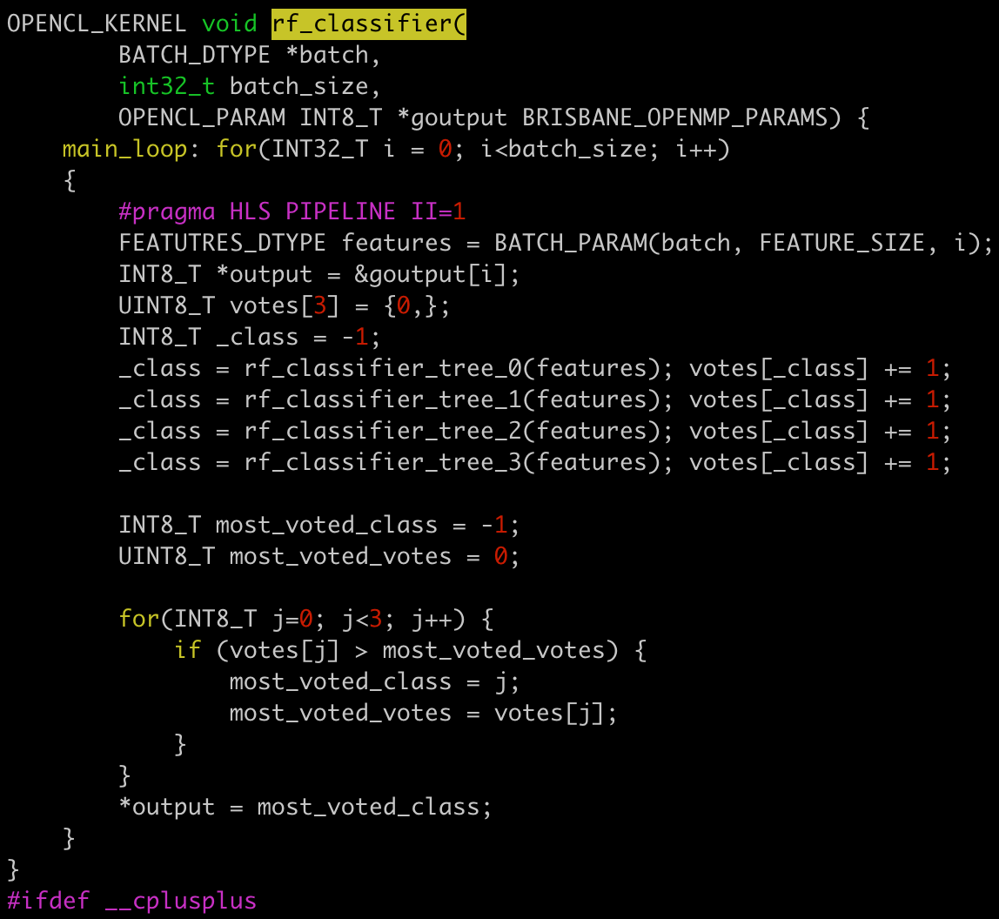 OPENCL_KERNEL void rf_classifier(
        BATCH_DTYPE *batch,
        int32_t batch_size,
        OPENCL_PARAM INT8_T *goutput BRISBANE_OPENMP_PARAMS) {
    main_loop: for(INT32_T i = 0; i<batch_size; i++)
    {
        #pragma HLS PIPELINE II=1
        FEATUTRES_DTYPE features = BATCH_PARAM(batch, FEATURE_SIZE, i);
        INT8_T *output = &goutput[i];
        UINT8_T votes[3] = {0,};
        INT8_T _class = -1;
        _class = rf_classifier_tree_0(features); votes[_class] += 1;
        _class = rf_classifier_tree_1(features); votes[_class] += 1;
        _class = rf_classifier_tree_2(features); votes[_class] += 1;
        _class = rf_classifier_tree_3(features); votes[_class] += 1;

        INT8_T most_voted_class = -1;
        UINT8_T most_voted_votes = 0;

        for(INT8_T j=0; j<3; j++) {
            if (votes[j] > most_voted_votes) {
                most_voted_class = j;
                most_voted_votes = votes[j];
            }
        }
        *output = most_voted_class;
    }
}
#ifdef __cplusplus